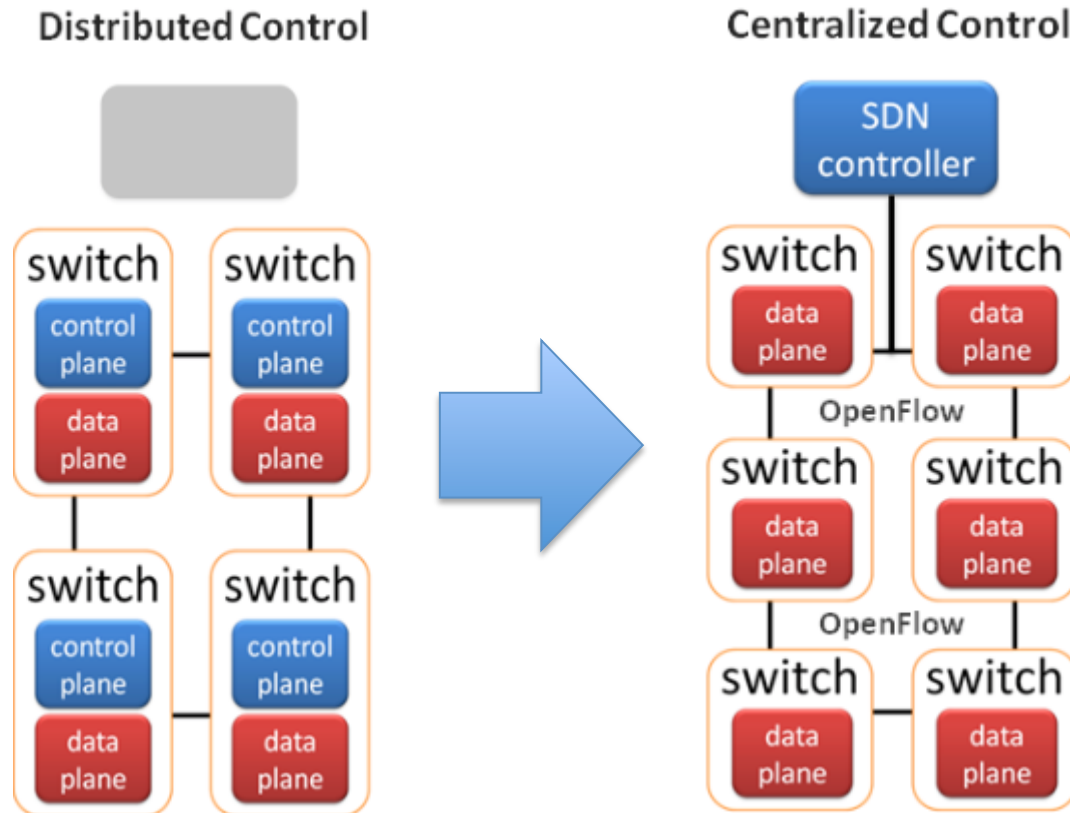 Distributed Control
switch
switch
control
plane
control
plane
data
plane
data
plane
switch
switch
control
plane
control
plane
data
plane
data
plane
Centralized Control
SDN
controller
switch
switch
data
plane
data
plane
OpenFlow
switch
switch
data
plane
data
plane
OpenFlow
switch
switch
data
plane
data
plane